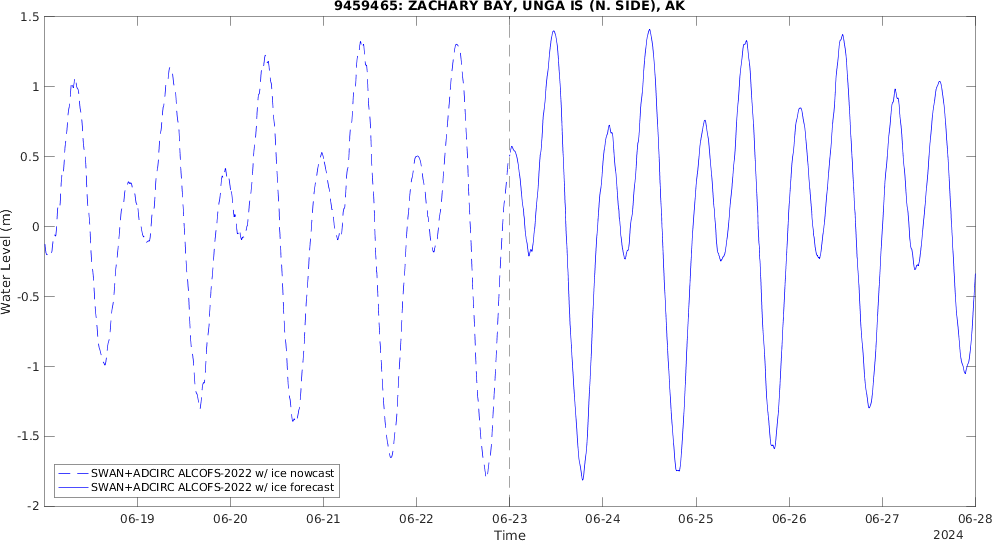 9459465: ZACHARY BAY, UNGA IS (N. SIDE), AK
1.5
1
0.5
0
-0.5
-1
-1.5
-2
Water Level (m)
SWAN+ADCIRC ALCOFS-2022 w/ ice nowcast
SWAN+ADCIRC ALCOFS-2022 w/ ice forecast
06-19 06-20 06-21 06-22 06-23 06-24 06-25 06-26 06-27 06-28
Time
2024